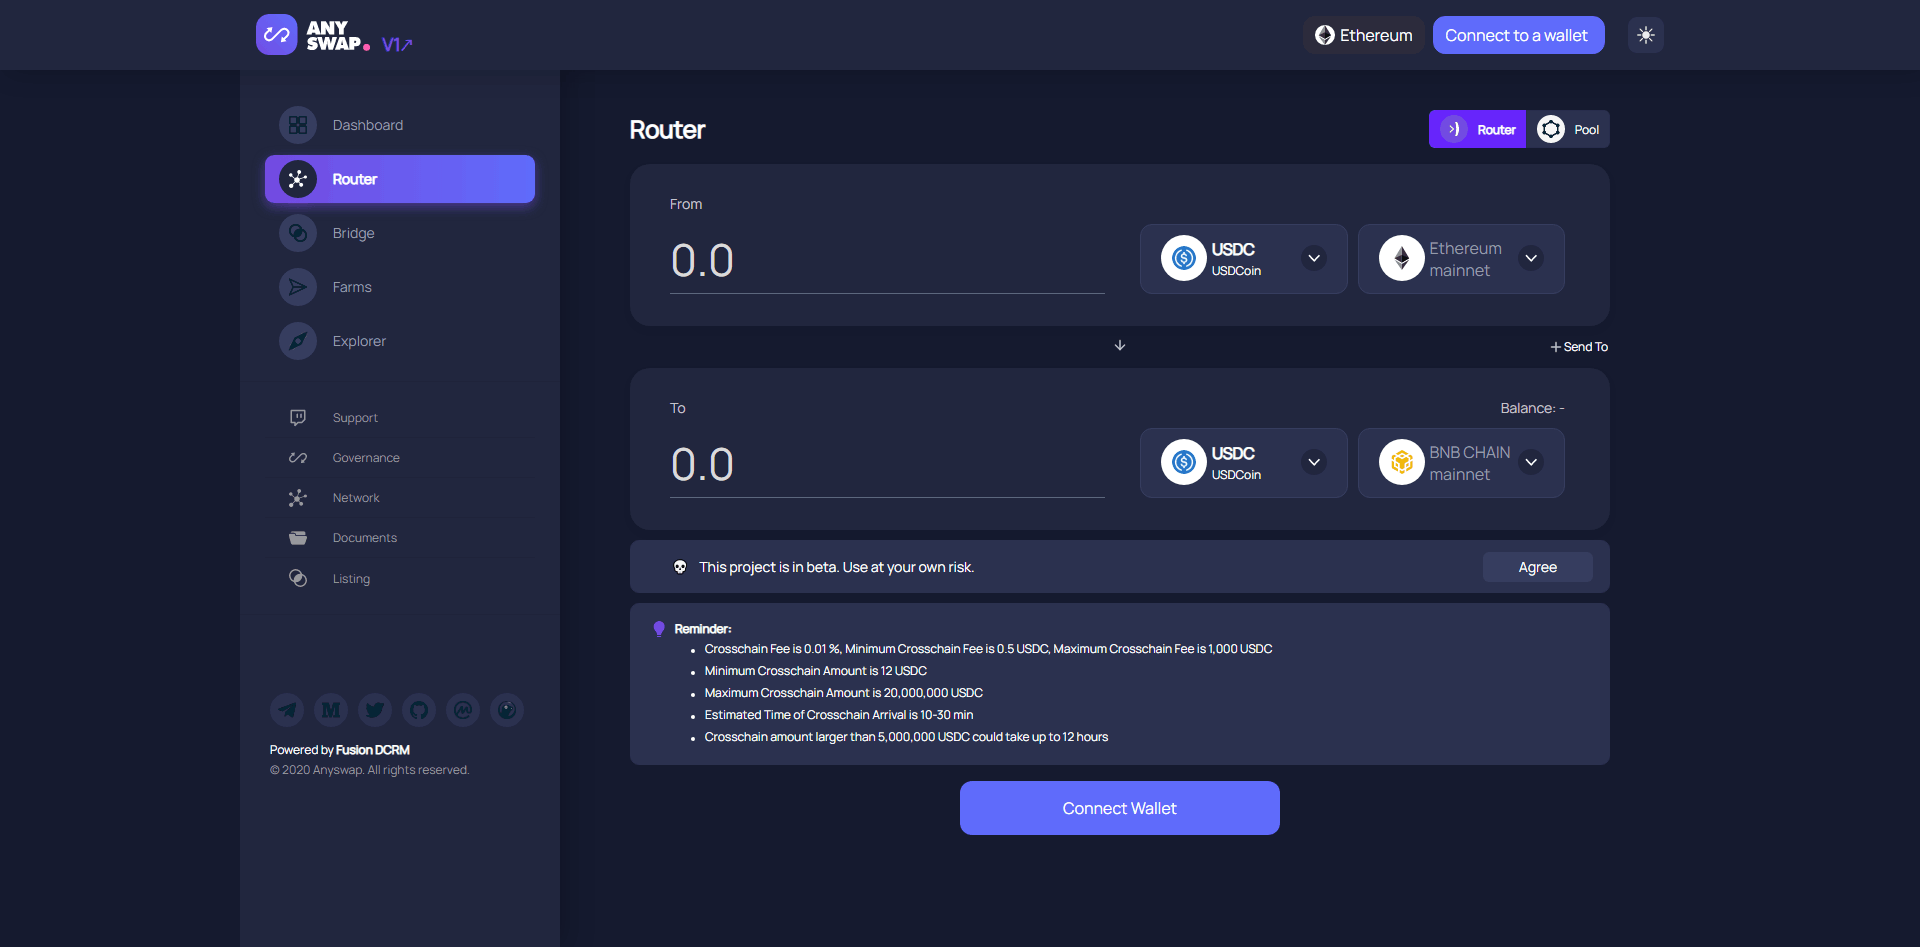 ANY
SWAP. V1↗
Ethereum
Connect to a wallet
Dashboard
Router
Bridge
Farms
Explorer
Support
Governance
Network
Documents
Listing
Powered by Fusion DCRM
© 2020 Anyswap. All rights reserved.
Router
Router
Pool
From
0.0
USDC
USDCoin
Ethereum
mainnet
+ Send To
To
Balance: -
0.0
USDC
USDCoin
BNB CHAIN
mainnet
This project is in beta. Use at your own risk.
Agree
Reminder:
• Crosschain Fee is 0.01 %, Minimum Crosschain Fee is 0.5 USDC, Maximum Crosschain Fee is 1,000 USDC
• Minimum Crosschain Amount is 12 USDC
• Maximum Crosschain Amount is 20,000,000 USDC
• Estimated Time of Crosschain Arrival is 10-30 min
• Crosschain amount larger than 5,000,000 USDC could take up to 12 hours
Connect Wallet